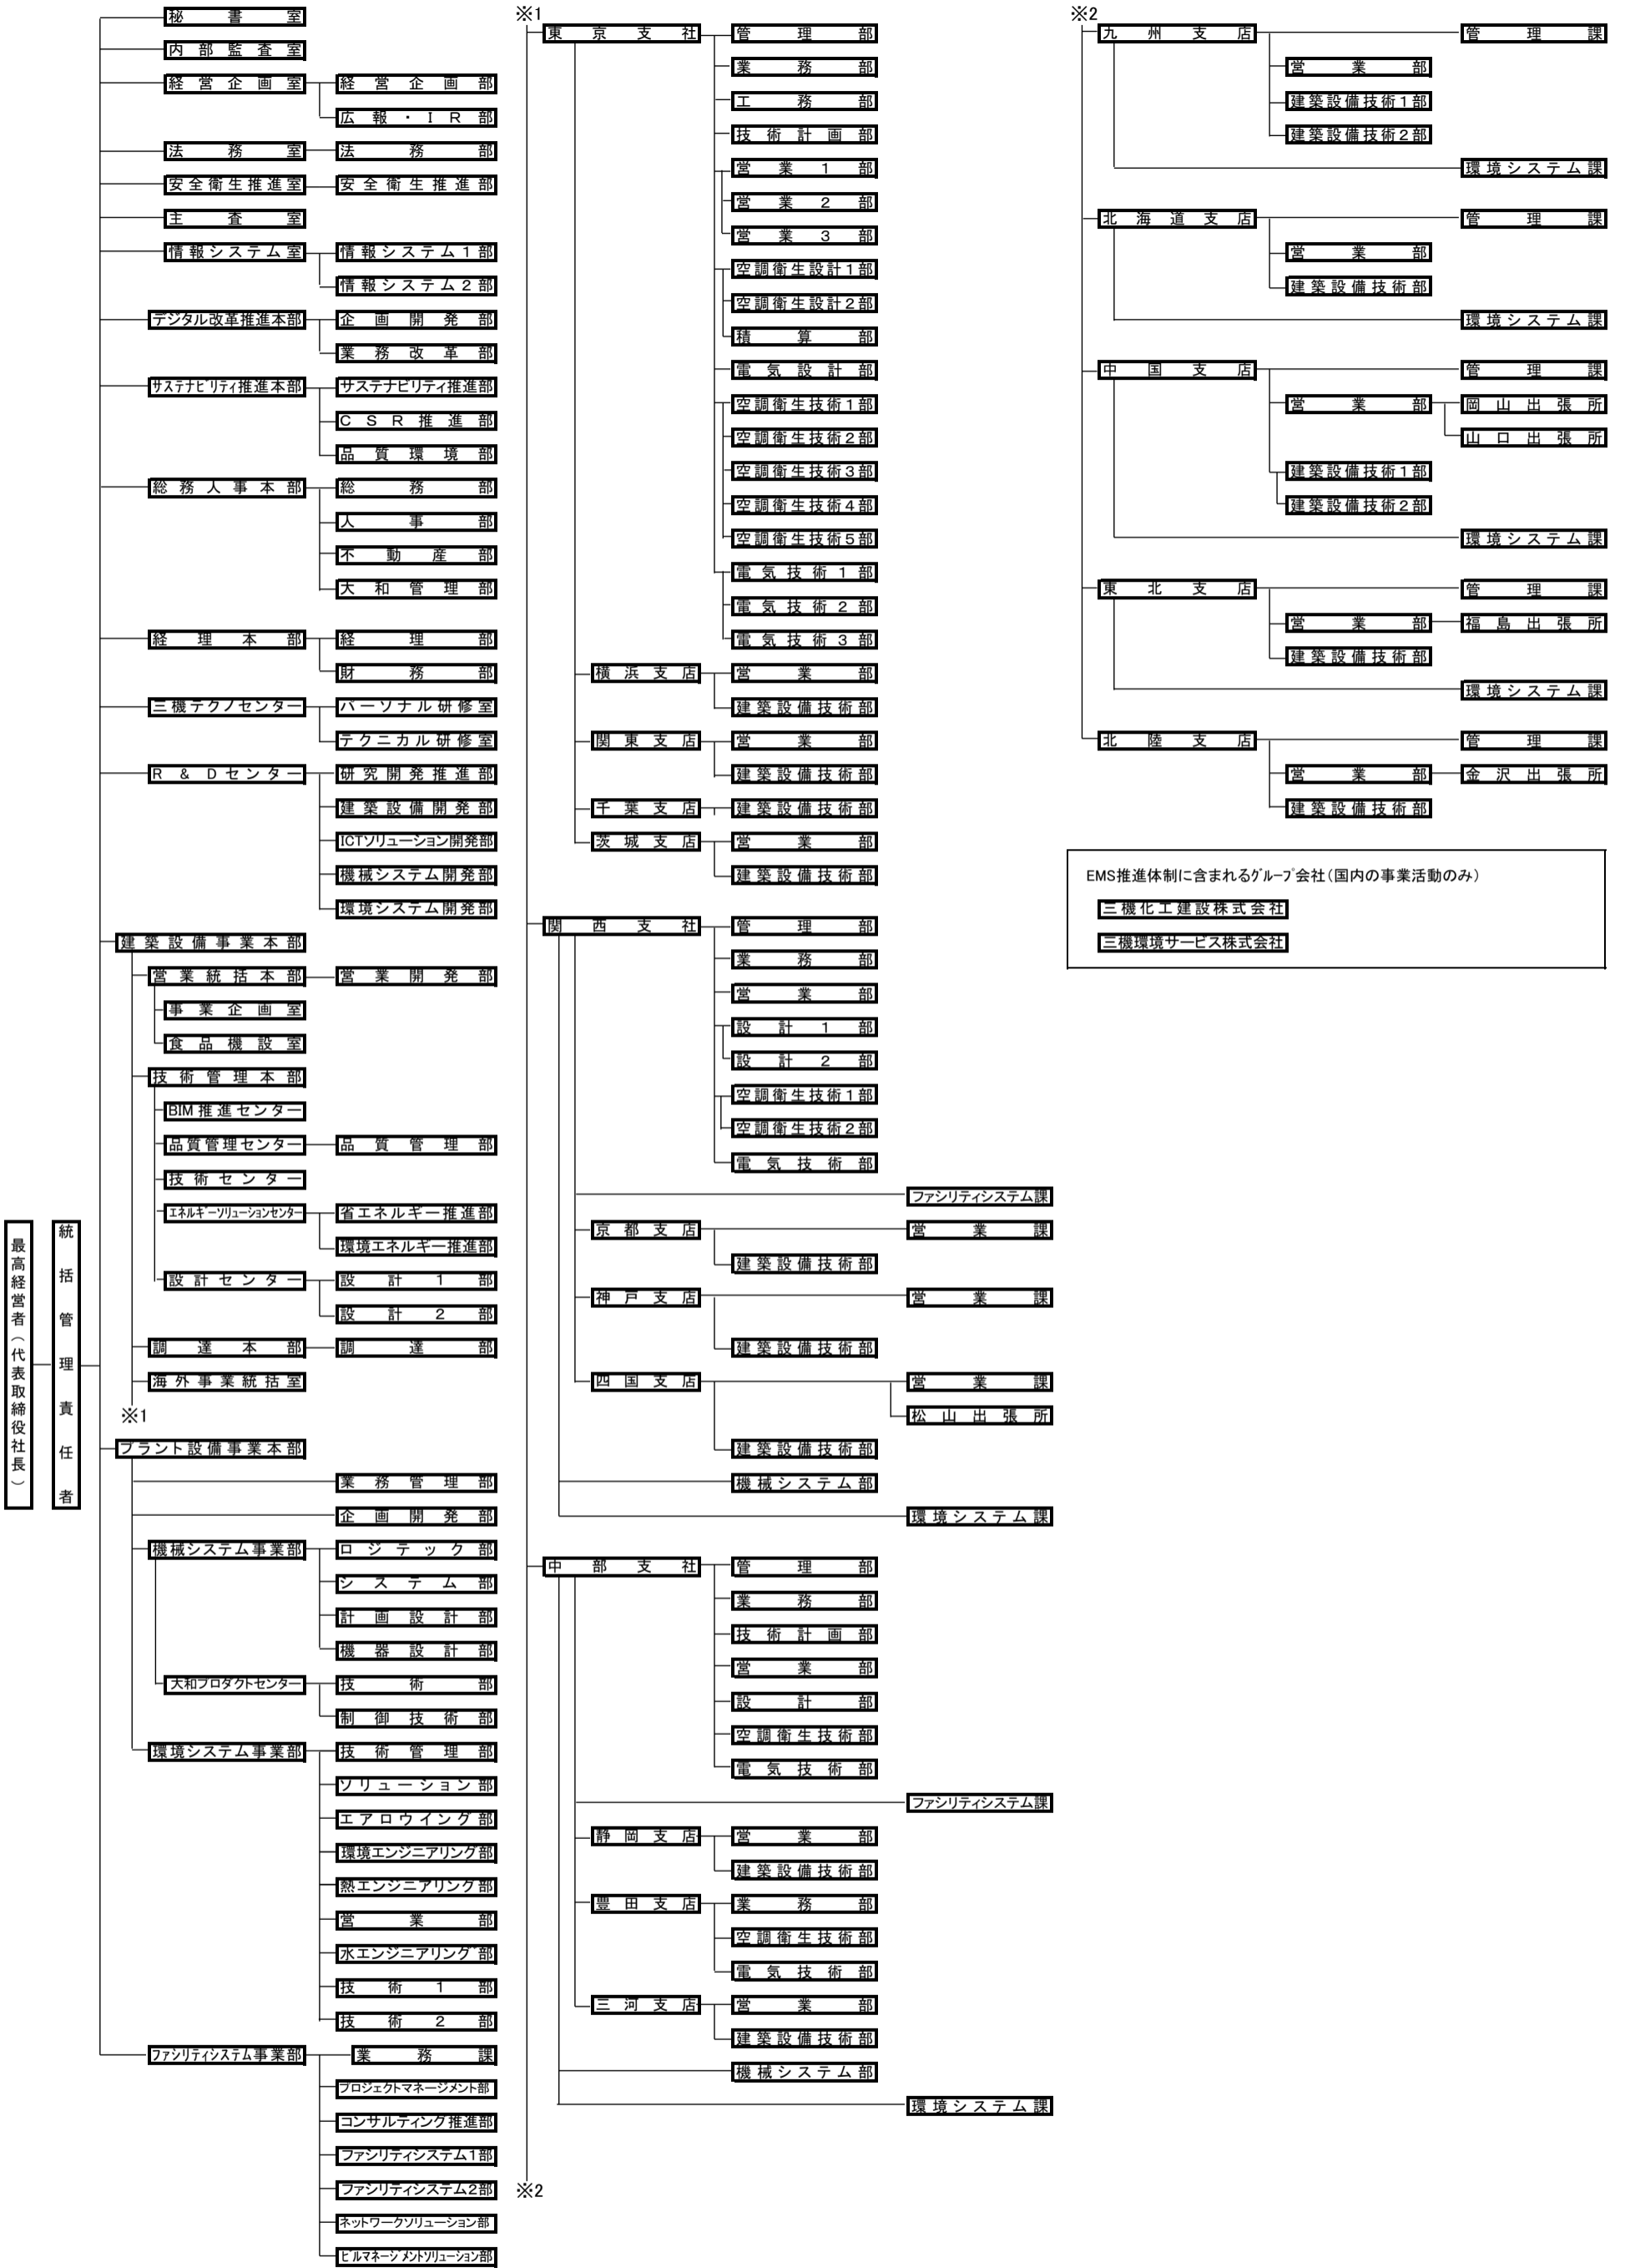 秘書室
内部監査室
経営企画室 経営企画部
広報・IR部
法務室 法務部
安全衛生推進室 安全衛生推進部
主査室
情報システム室 情報システム1部
情報システム2部
デジタル改革推進本部 企画開発部
業務改革部
サステナビリティ推進本部 サステナビリティ推進部
CSR推進部
品質環境部
総務人事本部 総務部
人事部
不動産部
大和管理部
経理本部 経理部
財務部
三機テクノセンター パーソナル研修室
テクニカル研修室
R&Dセンター 研究開発推進部
建築設備開発部
ICTソリューション開発部
機械システム開発部
環境システム開発部
建築設備事業本部
営業統括本部 営業開発部
事業企画室
食品機設室
技術管理本部
BIM推進センター
品質管理センター 品質管理部
技術センター
エネルギーソリューションセンター 省エネルギー推進部
環境エネルギー推進部
設計センター 設計1部
設計2部
調達本部 調達部
海外事業統括室
※1
最高経営者(代表取締役社長)
統括管理責任者
プラント設備事業本部
業務管理部
企画開発部
機械システム事業部 ロジテック部
システム部
計画設計部
機器設計部
大和プロダクトセンター 技術部
制御技術部
環境システム事業部 技術管理部
ソリューション部
エアロウイング部
環境エンジニアリング部
熱エンジニアリング部
営業部
水エンジニアリング部
技術1部
技術2部
ファシリティシステム事業部 業務課
プロジェクトマネージメント部
コンサルティング推進部
ファシリティシステム1部
ファシリティシステム2部
ネットワークソリューション部
ビルマネージメントソリューション部
※1
東京支社 管理部
業務部
工務部
技術計画部
営業1部
営業2部
営業3部
空調衛生設計1部
空調衛生設計2部
積算部
電気設計部
空調衛生技術1部
空調衛生技術2部
空調衛生技術3部
空調衛生技術4部
空調衛生技術5部
電気技術1部
電気技術2部
電気技術3部
横浜支店 営業部
建築設備技術部
関東支店 営業部
建築設備技術部
千葉支店 建築設備技術部
茨城支店 営業部
建築設備技術部
関西支社 管理部
業務部
営業部
設計1部
設計2部
空調衛生技術1部
空調衛生技術2部
電気技術部
ファシリティシステム課
京都支店 営業課
建築設備技術部
神戸支店 営業課
建築設備技術部
四国支店 営業課
松山出張所
建築設備技術部
機械システム部
環境システム課
中部支社 管理部
業務部
技術計画部
営業部
設計部
空調衛生技術部
電気技術部
ファシリティシステム課
静岡支店 営業部
建築設備技術部
豊田支店 業務部
空調衛生技術部
電気技術部
三河支店 営業部
建築設備技術部
機械システム部
環境システム課
※2
※2
九州支店 管理課
営業部
建築設備技術1部
建築設備技術2部
環境システム課
北海道支店 管理課
営業部
建築設備技術部
環境システム課
中国支店 管理課
営業部 岡山出張所
山口出張所
建築設備技術1部
建築設備技術2部
環境システム課
東北支店 管理課
営業部 福島出張所
建築設備技術部
環境システム課
北陸支店 管理課
営業部 金沢出張所
建築設備技術部
EMS推進体制に含まれるグループ会社(国内の事業活動のみ)
三機化工建設株式会社
三機環境サービス株式会社